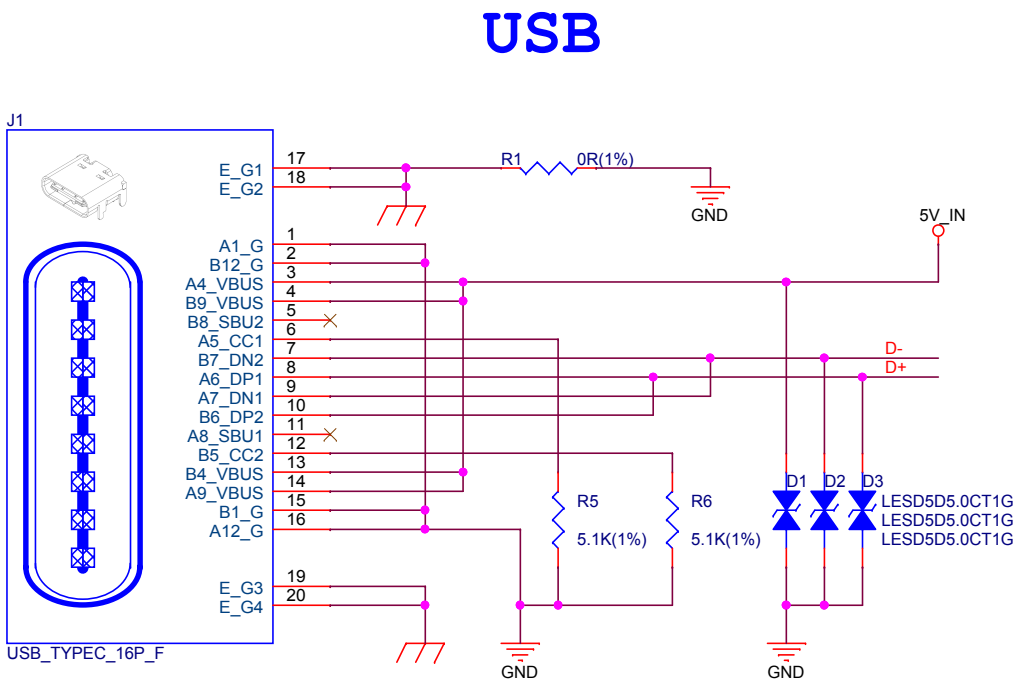 USB
J1
E_G1 17
E_G2 18
R1 0R(1%)
GND
5V_IN
A1_G 1
B12_G 2
A4_VBUS 3
B9_VBUS 4
B8_SBU2 5
A5_CC1 6
B7_DN2 7
D-
A6_DP1 8
D+
A7_DN1 9
B6_DP2 10
A8_SBU1 11
B5_CC2 12
B4_VBUS 13
A9_VBUS 14
B1_G 15
A12_G 16
R5
5.1K(1%)
R6
5.1K(1%)
D1 D2 D3
LESD5D5.0CT1G
LESD5D5.0CT1G
LESD5D5.0CT1G
E_G3 19
E_G4 20
USB_TYPEC_16P_F
GND
GND